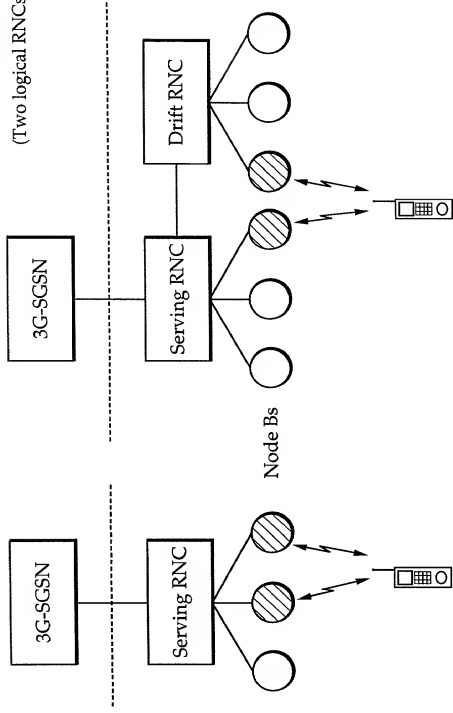 (Two logical RNCs
3G-SGSN
Serving RNC
Drift RNC
3G-SGSN
Serving RNC
Node Bs